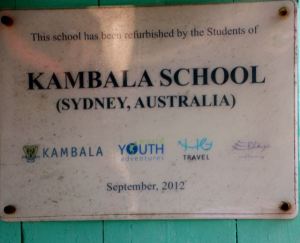 This school has been refurbished by the Students of
KAMBALA SCHOOL
(SYDNEY, AUSTRALIA)
KAMBALA YOUTH adventures TRAVEL
September, 2012